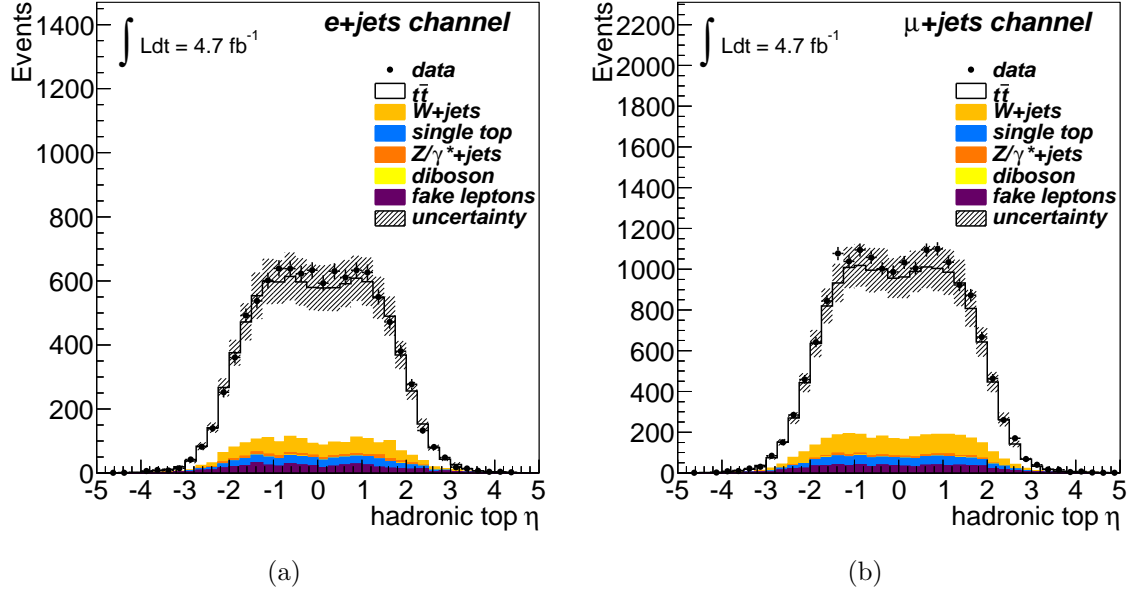 e+jets channel
∫ Ldt = 4.7 fb⁻¹
Events
1400
1200
1000
800
600
400
200
0
data
tt̄
W+jets
single top
Z/γ*+jets
diboson
fake leptons
uncertainty
-5 -4 -3 -2 -1 0 1 2 3 4 5
hadronic top η
(a)
μ+jets channel
∫ Ldt = 4.7 fb⁻¹
Events
2200
2000
1800
1600
1400
1200
1000
800
600
400
200
0
data
tt̄
W+jets
single top
Z/γ*+jets
diboson
fake leptons
uncertainty
-5 -4 -3 -2 -1 0 1 2 3 4 5
hadronic top η
(b)